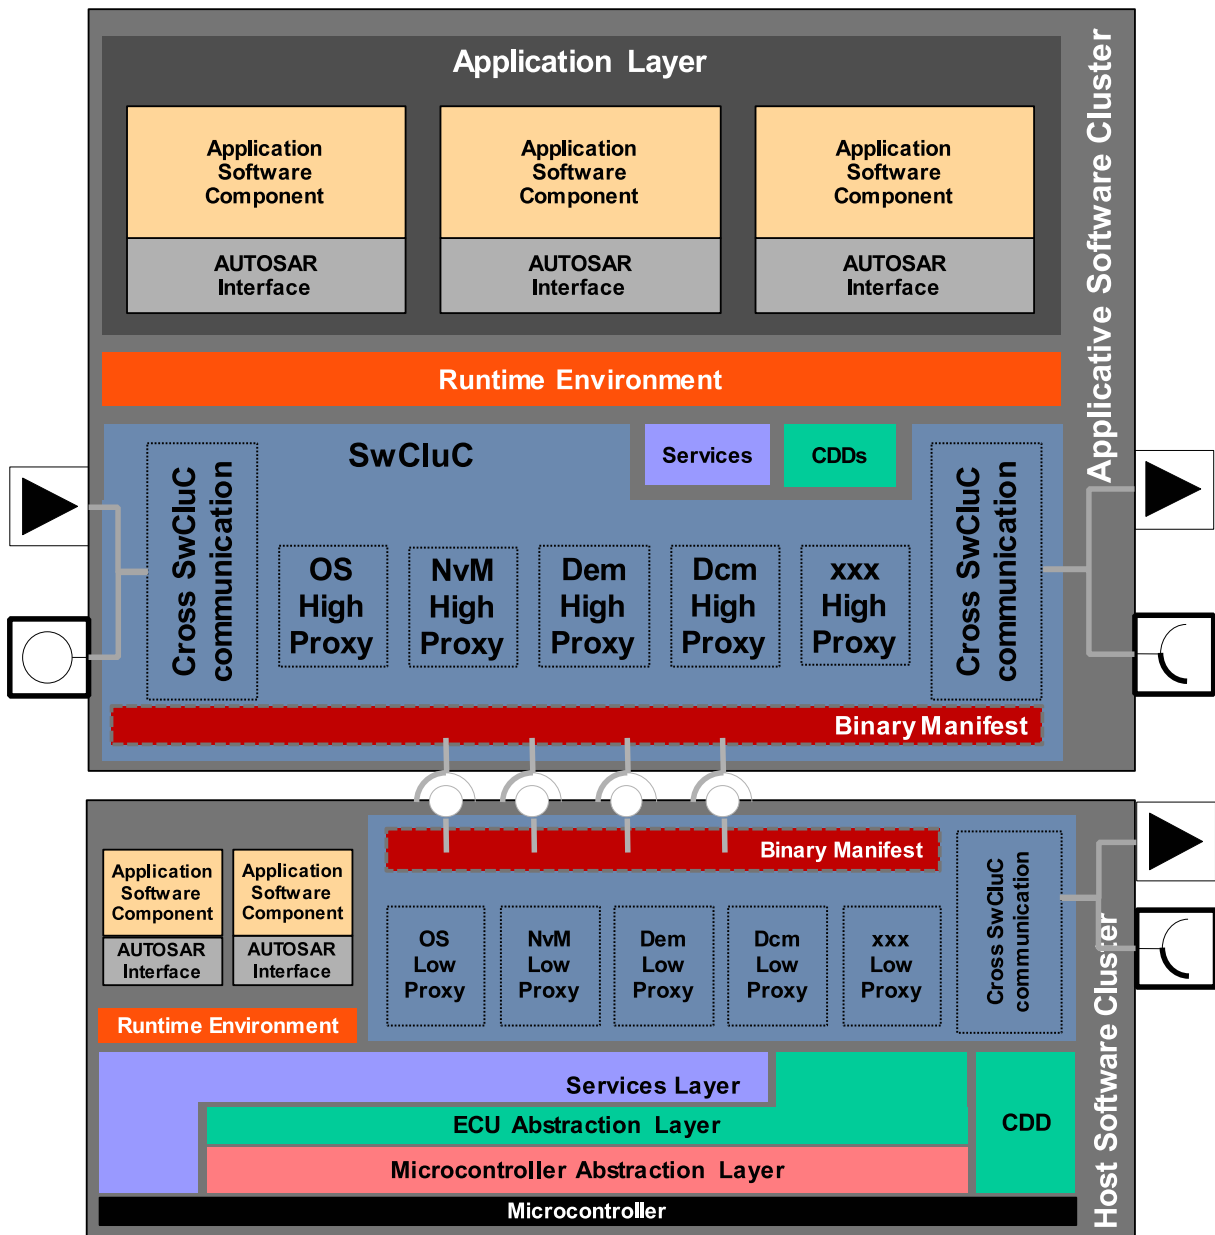 Application Layer
Application
Software
Component
AUTOSAR
Interface
Application
Software
Component
AUTOSAR
Interface
Application
Software
Component
AUTOSAR
Interface
Applicative Software Cluster
Runtime Environment
SwCluC
Services
CDDs
Cross SwCluC
communication
OS
High
Proxy
NvM
High
Proxy
Dem
High
Proxy
Dcm
High
Proxy
xxx
High
Proxy
Cross SwCluC
communication
Binary Manifest
Binary Manifest
Application
Software
Component
AUTOSAR
Interface
Application
Software
Component
AUTOSAR
Interface
OS
Low
Proxy
NvM
Low
Proxy
Dem
Low
Proxy
Dcm
Low
Proxy
xxx
Low
Proxy
Cross SwCluC
communication
Host Software Cluster
Runtime Environment
Services Layer
ECU Abstraction Layer
CDD
Microcontroller Abstraction Layer
Microcontroller